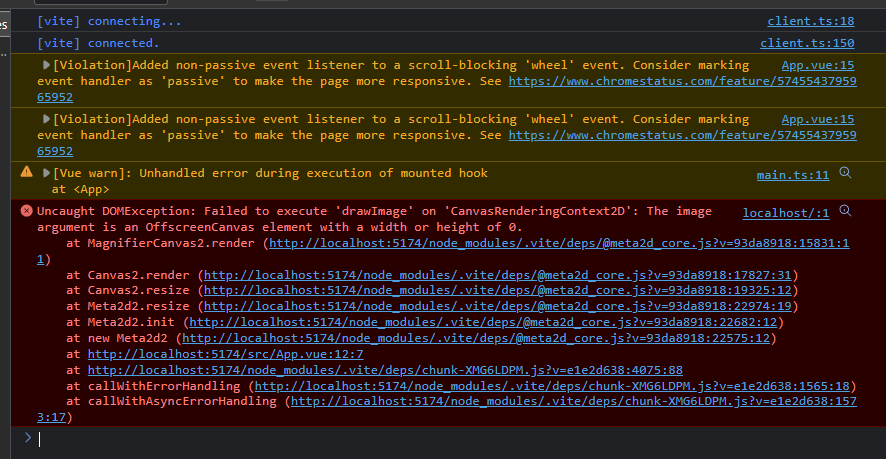 es
[vite] connecting... client.ts:18
[vite] connected. client.ts:150
[Violation]Added non-passive event listener to a scroll-blocking 'wheel' event. Consider marking App.vue:15
event handler as 'passive' to make the page more responsive. See https://www.chromestatus.com/feature/57455437959
65952
[Violation]Added non-passive event listener to a scroll-blocking 'wheel' event. Consider marking App.vue:15
event handler as 'passive' to make the page more responsive. See https://www.chromestatus.com/feature/57455437959
65952
[Vue warn]: Unhandled error during execution of mounted hook main.ts:11
at <App>
Uncaught DOMException: Failed to execute 'drawImage' on 'CanvasRenderingContext2D': The image localhost/:1
argument is an OffscreenCanvas element with a width or height of 0.
at MagnifierCanvas2.render (http://localhost:5174/node_modules/.vite/deps/@meta2d_core.js?v=93da8918:15831:1
1)
at Canvas2.render (http://localhost:5174/node_modules/.vite/deps/@meta2d_core.js?v=93da8918:17827:31)
at Canvas2.resize (http://localhost:5174/node_modules/.vite/deps/@meta2d_core.js?v=93da8918:19325:12)
at Meta2d2.resize (http://localhost:5174/node_modules/.vite/deps/@meta2d_core.js?v=93da8918:22974:19)
at Meta2d2.init (http://localhost:5174/node_modules/.vite/deps/@meta2d_core.js?v=93da8918:22682:12)
at new Meta2d2 (http://localhost:5174/node_modules/.vite/deps/@meta2d_core.js?v=93da8918:22575:12)
at http://localhost:5174/src/App.vue:12:7
at http://localhost:5174/node_modules/.vite/deps/chunk-XMG6LDPM.js?v=e1e2d638:4075:88
at callWithErrorHandling (http://localhost:5174/node_modules/.vite/deps/chunk-XMG6LDPM.js?v=e1e2d638:1565:18)
at callWithAsyncErrorHandling (http://localhost:5174/node_modules/.vite/deps/chunk-XMG6LDPM.js?v=e1e2d638:157
3:17)